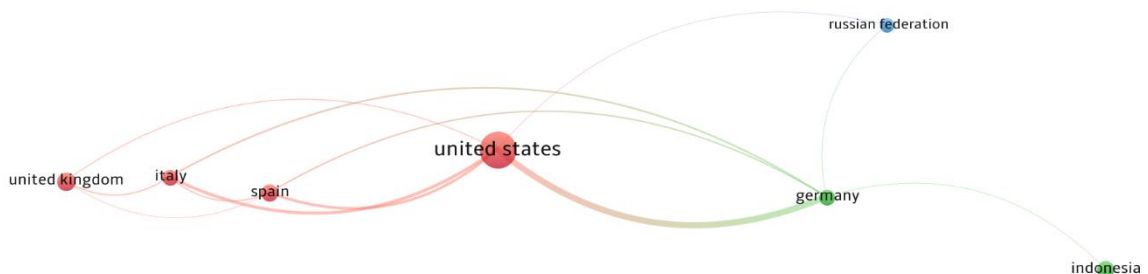 russian federation
united states
italy
united kingdom
spain
germany
indonesia